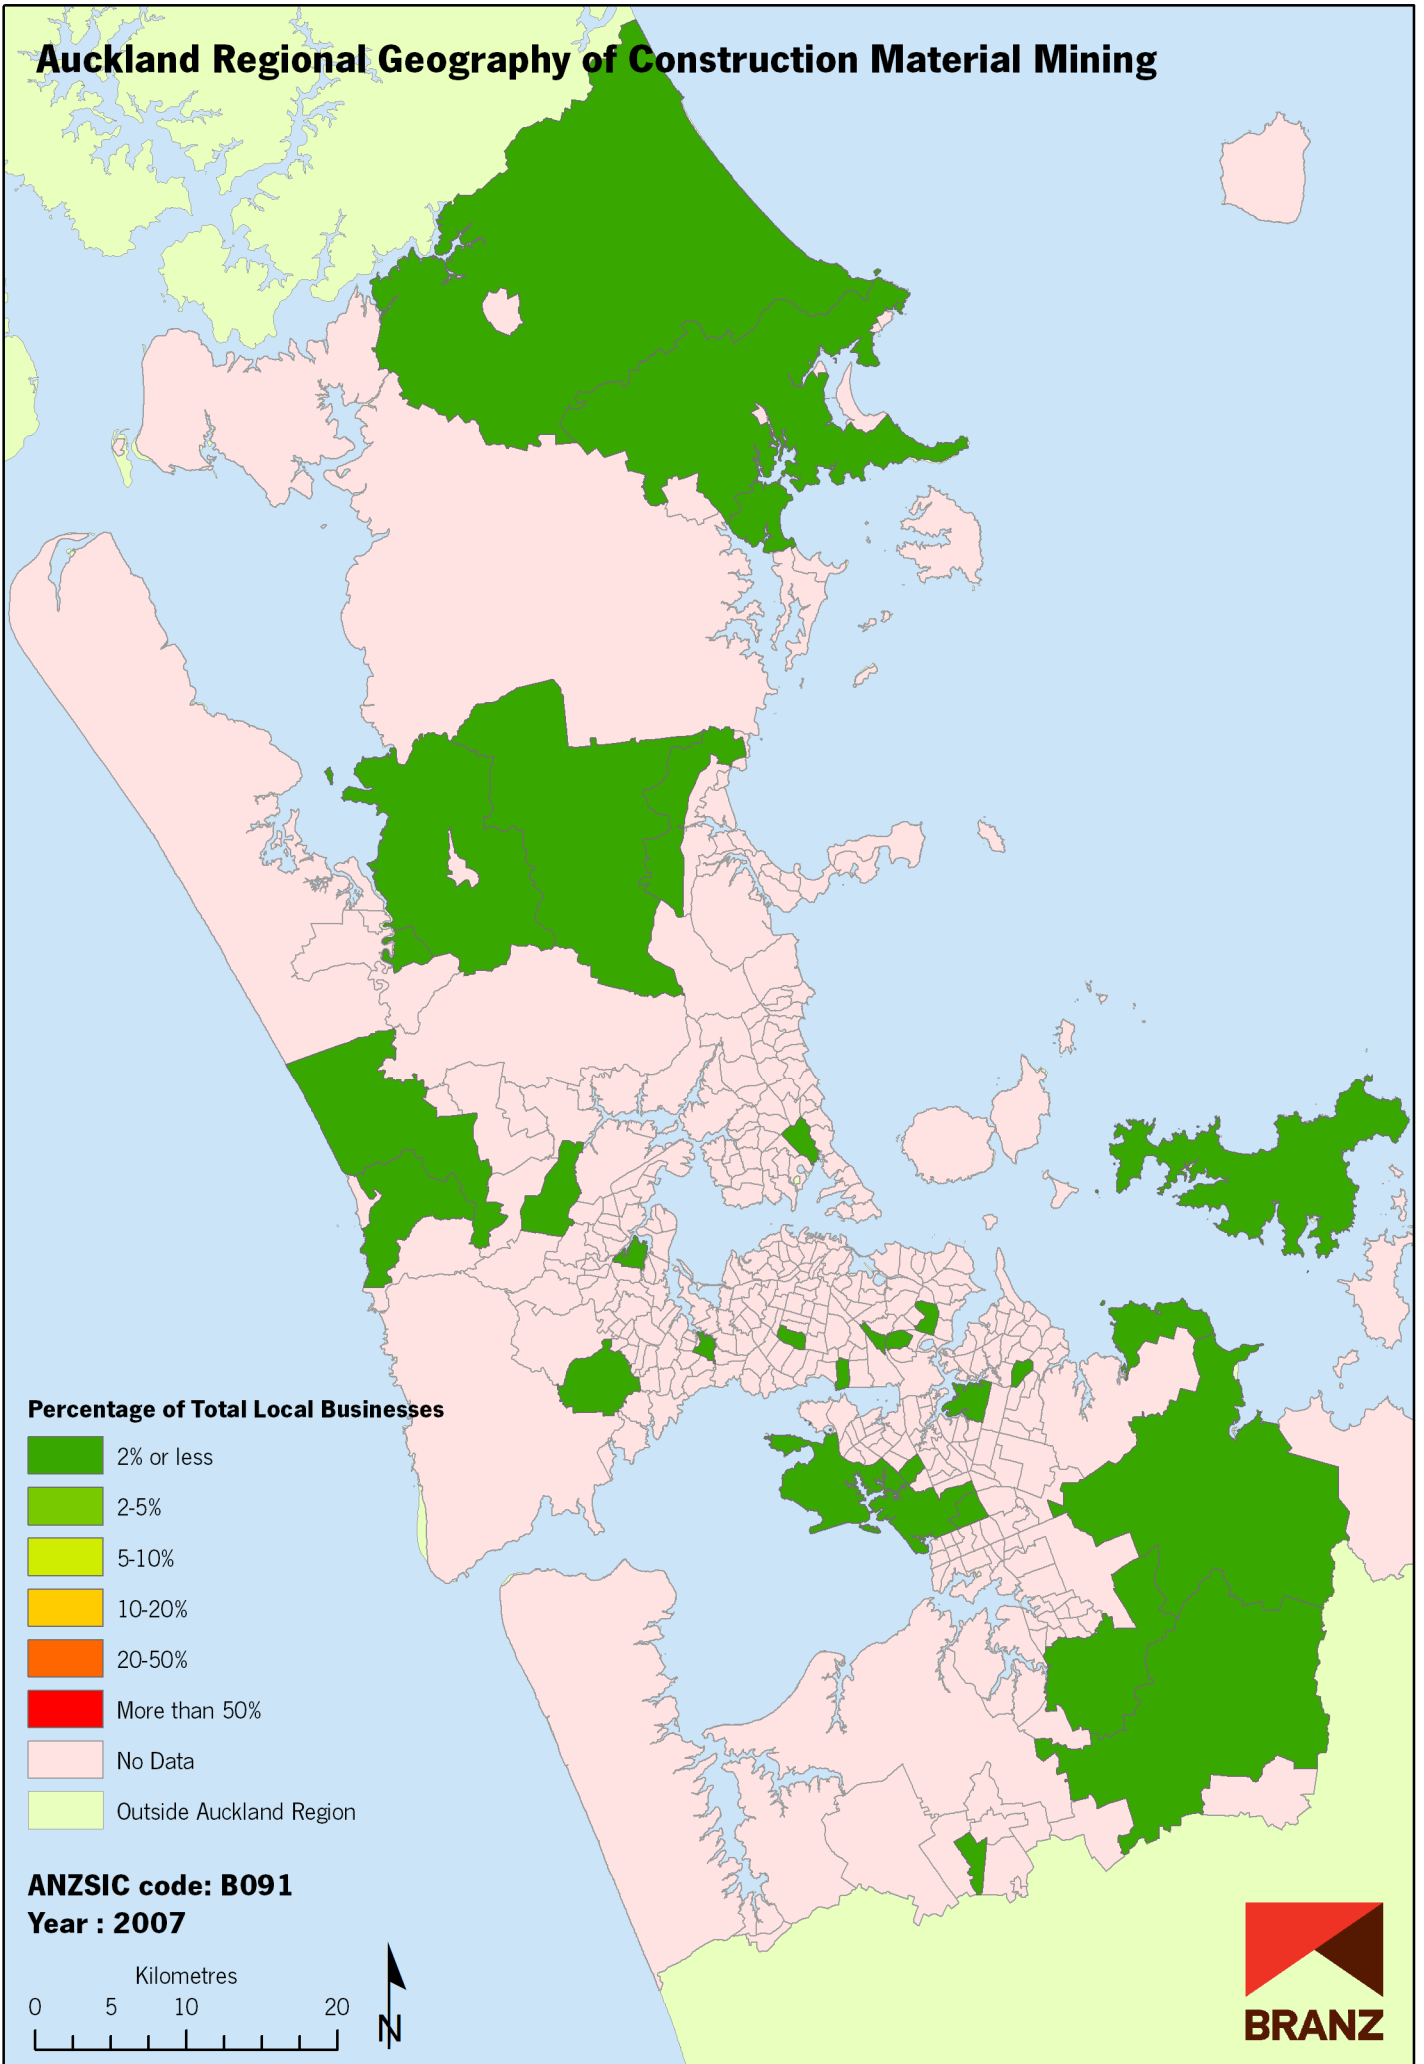 Auckland Regional Geography of Construction Material Mining
Percentage of Total Local Businesses
2% or less
2-5%
5-10%
10-20%
20-50%
More than 50%
No Data
Outside Auckland Region
ANZSIC code: B091
Year : 2007
Kilometres
0 5 10 20
N
BRANZ